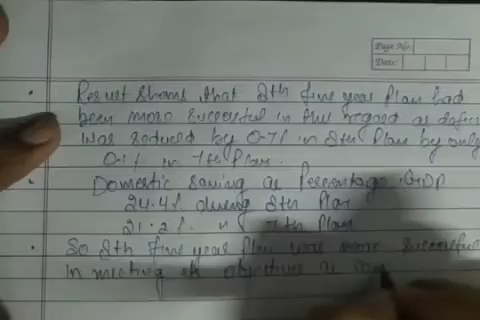 Page No.
Date:
Result shows that 8th five year Plan had
been more successful in this regard as defici
was reduced by 0.7% in 8th Plan by only
0.1% in 7th Plan.
Domestic saving as Percentage GDP
24.4% during 8th Plan
21.2% " 7th Plan
So 8th five year Plan was more successful
in meeting its objectives as